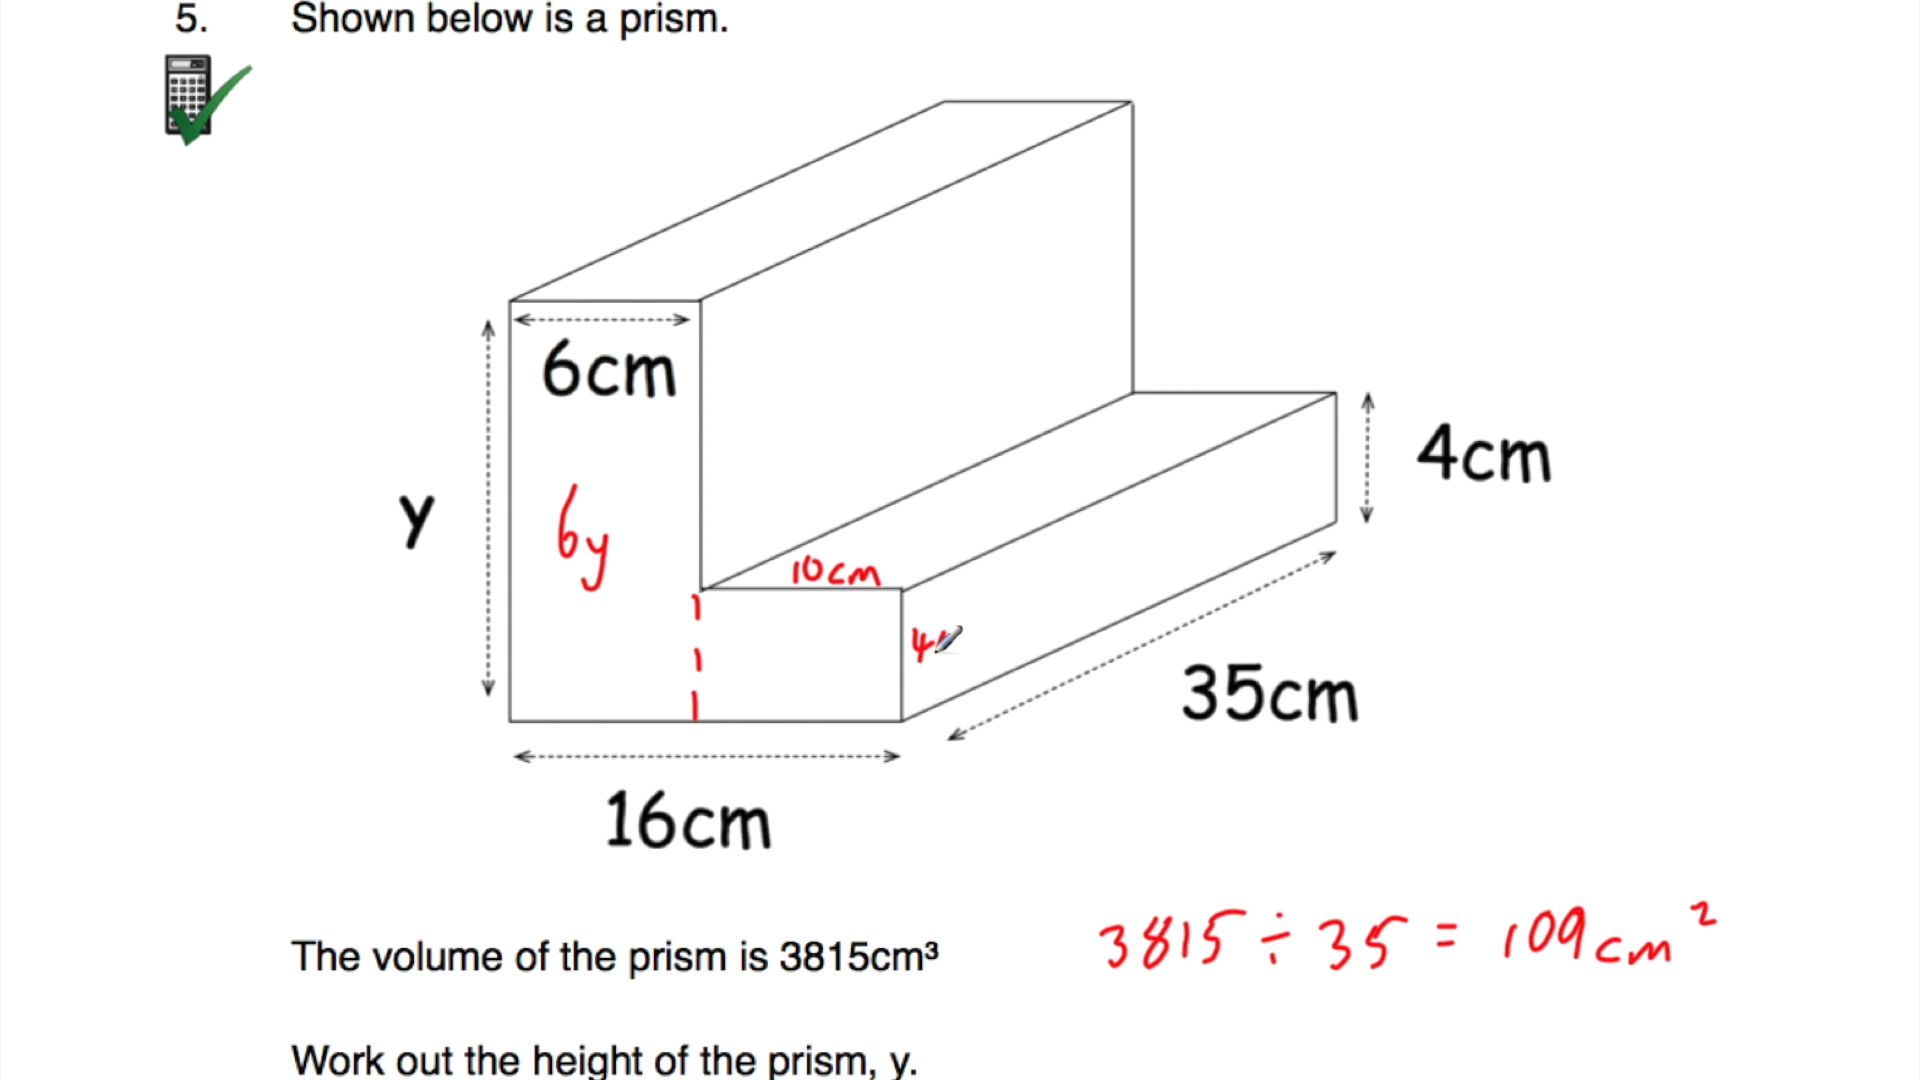 5. Shown below is a prism.
6cm
y
6y
10cm
4cm
4
35cm
16cm
The volume of the prism is 3815cm³
3815 ÷ 35 = 109cm²
Work out the height of the prism, y.